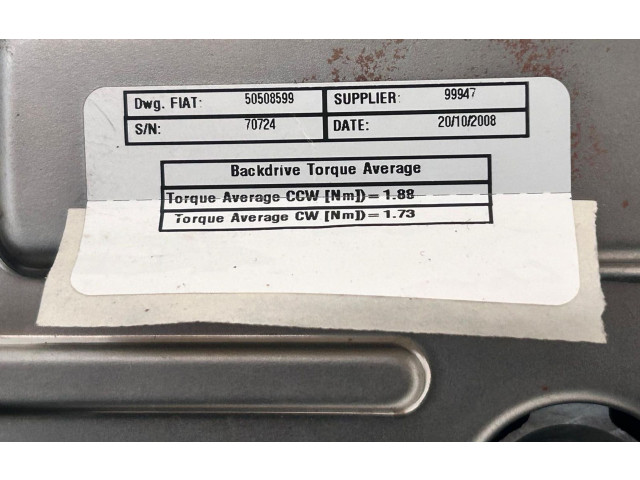 Dwg. FIAT: 50508599 SUPPLIER: 99947
S/N: 70724 DATE: 20/10/2008
Backdrive Torque Average
Torque Average CCW [Nm]) = 1.88
Torque Average CW [Nm]) = 1.73